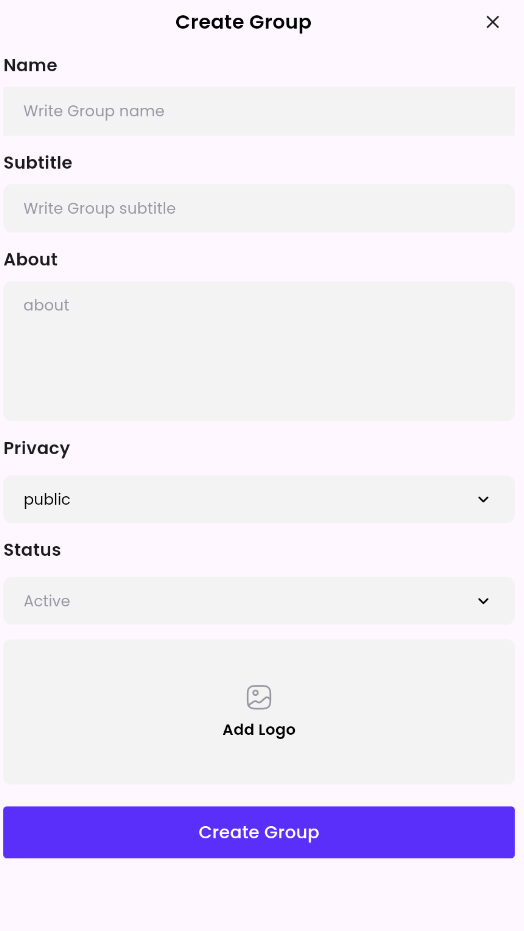 Create Group
Name
Write Group name
Subtitle
Write Group subtitle
About
about
Privacy
public
Status
Active
Add Logo
Create Group